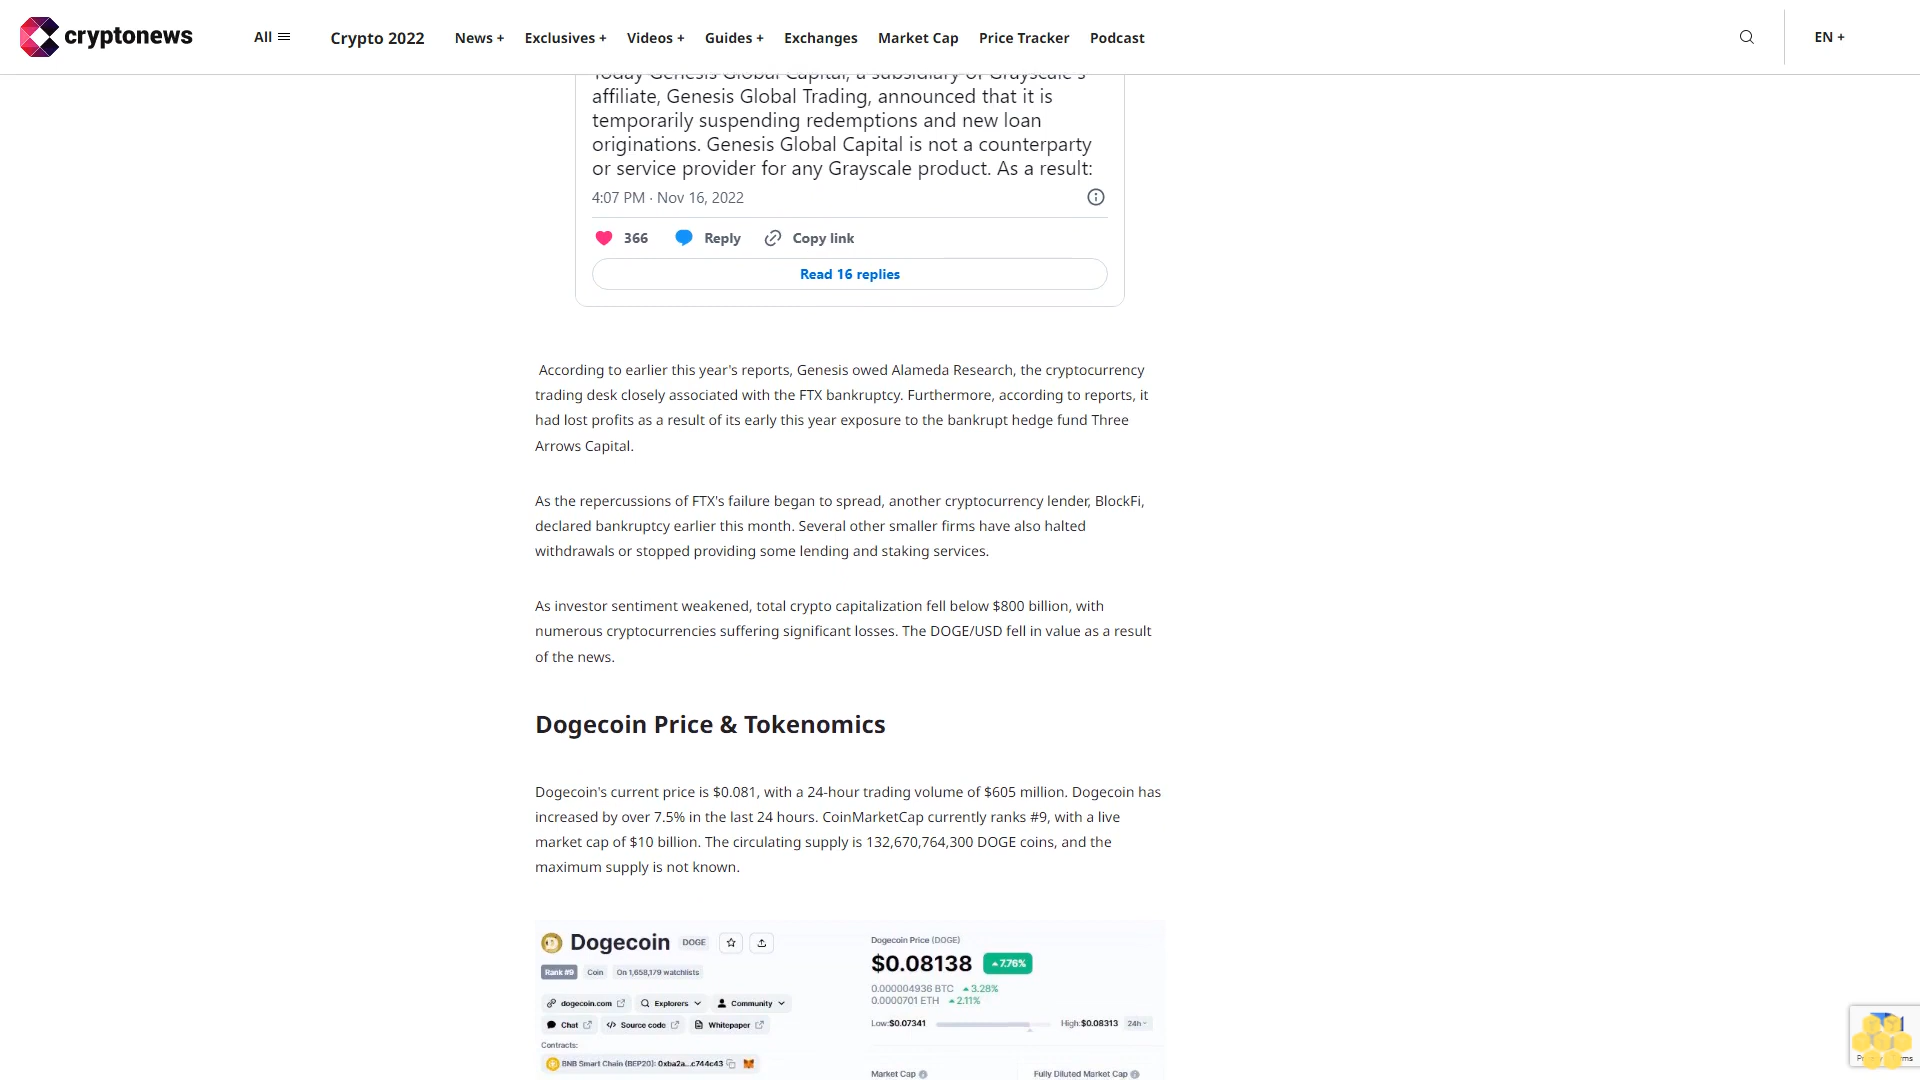 cryptonews
All
Crypto 2022
News +
Exclusives +
Videos +
Guides +
Exchanges
Market Cap
Price Tracker
Podcast
EN +
Today Genesis Global Capital, a subsidiary of Grayscale's
affiliate, Genesis Global Trading, announced that it is
temporarily suspending redemptions and new loan
originations. Genesis Global Capital is not a counterparty
or service provider for any Grayscale product. As a result:
4:07 PM · Nov 16, 2022
366
Reply
Copy link
Read 16 replies
According to earlier this year's reports, Genesis owed Alameda Research, the cryptocurrency
trading desk closely associated with the FTX bankruptcy. Furthermore, according to reports, it
had lost profits as a result of its early this year exposure to the bankrupt hedge fund Three
Arrows Capital.
As the repercussions of FTX's failure began to spread, another cryptocurrency lender, BlockFi,
declared bankruptcy earlier this month. Several other smaller firms have also halted
withdrawals or stopped providing some lending and staking services.
As investor sentiment weakened, total crypto capitalization fell below $800 billion, with
numerous cryptocurrencies suffering significant losses. The DOGE/USD fell in value as a result
of the news.
Dogecoin Price & Tokenomics
Dogecoin's current price is $0.081, with a 24-hour trading volume of $605 million. Dogecoin has
increased by over 7.5% in the last 24 hours. CoinMarketCap currently ranks #9, with a live
market cap of $10 billion. The circulating supply is 132,670,764,300 DOGE coins, and the
maximum supply is not known.
Dogecoin DOGE
Rank #9 Coin On 1,658,179 watchlists
dogecoin.com Explorers Community
Chat Source code Whitepaper
Contracts:
BNB Smart Chain (BEP20): 0xba2a...c744c43
Dogecoin Price (DOGE)
$0.08138 7.76%
0.000004936 BTC 3.28%
0.0000701 ETH 2.11%
Low:$0.07341 High:$0.08313 24h
Market Cap
Fully Diluted Market Cap